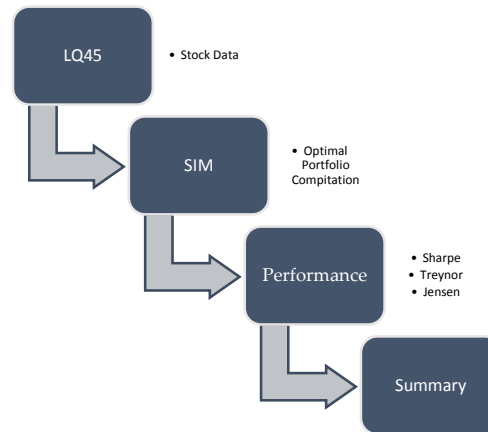 LQ45
• Stock Data
SIM
• Optimal
Portfolio
Compitation
Performance
• Sharpe
• Treynor
• Jensen
Summary